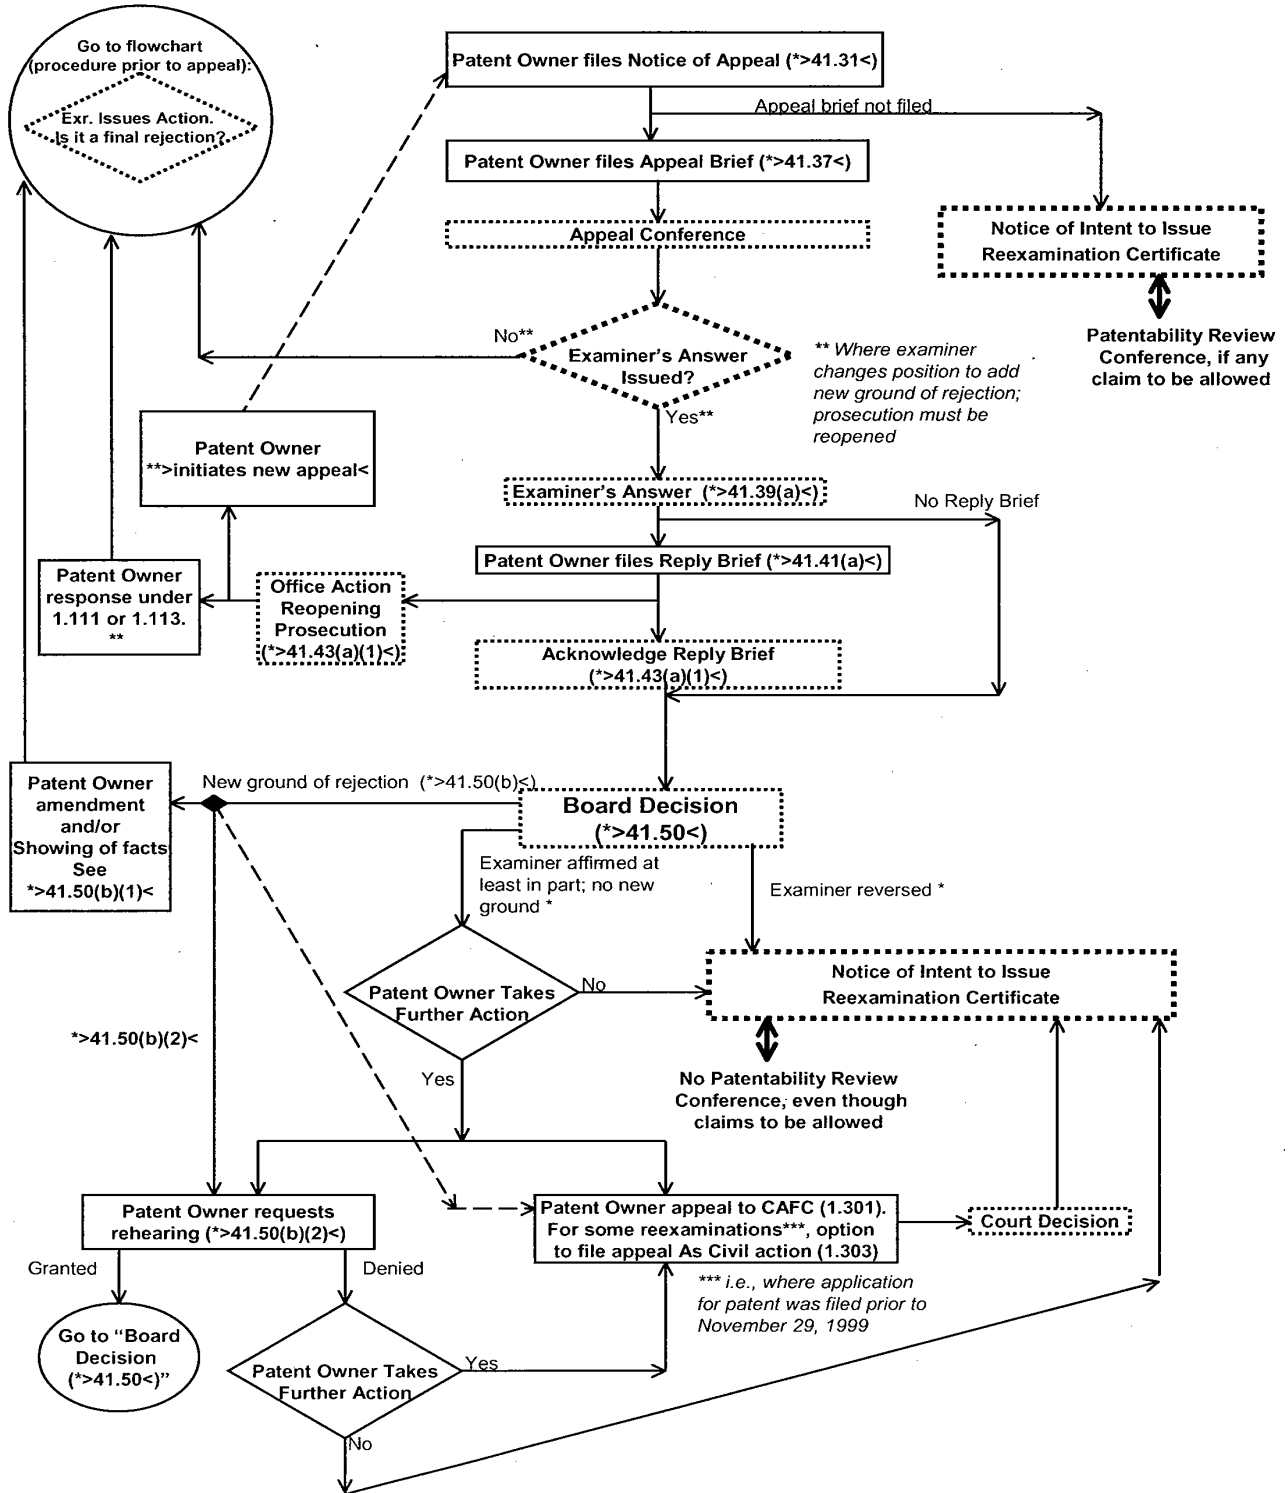 Go to flowchart
(procedure prior to appeal):
Exr. Issues Action.
Is it a final rejection?
Patent Owner files Notice of Appeal (*>41.31<)
Appeal brief not filed
Patent Owner files Appeal Brief (*>41.37<)
Appeal Conference
Notice of Intent to Issue
Reexamination Certificate
Patentability Review
Conference, if any
claim to be allowed
No**
Examiner's Answer
Issued?
Yes**
** Where examiner
changes position to add
new ground of rejection;
prosecution must be
reopened
Patent Owner
**>initiates new appeal<
Examiner's Answer (*>41.39(a)<)
No Reply Brief
Patent Owner files Reply Brief (*>41.41(a)<)
Patent Owner
response under
1.111 or 1.113.
**
Office Action
Reopening
Prosecution
(*>41.43(a)(1)<)
Acknowledge Reply Brief
(*>41.43(a)(1)<)
New ground of rejection (*>41.50(b)<)
Patent Owner
amendment
and/or
Showing of facts
See
*>41.50(b)(1)<
Board Decision
(*>41.50<)
Examiner affirmed at
least in part; no new
ground *
Examiner reversed *
Patent Owner Takes
Further Action
No
Notice of Intent to Issue
Reexamination Certificate
*>41.50(b)(2)<
Yes
No Patentability Review
Conference, even though
claims to be allowed
Patent Owner requests
rehearing (*>41.50(b)(2)<)
Patent Owner appeal to CAFC (1.301).
For some reexaminations***, option
to file appeal As Civil action (1.303)
Court Decision
Granted
Denied
*** i.e., where application
for patent was filed prior to
November 29, 1999
Go to "Board
Decision
(*>41.50<)"
Patent Owner Takes
Further Action
Yes
No